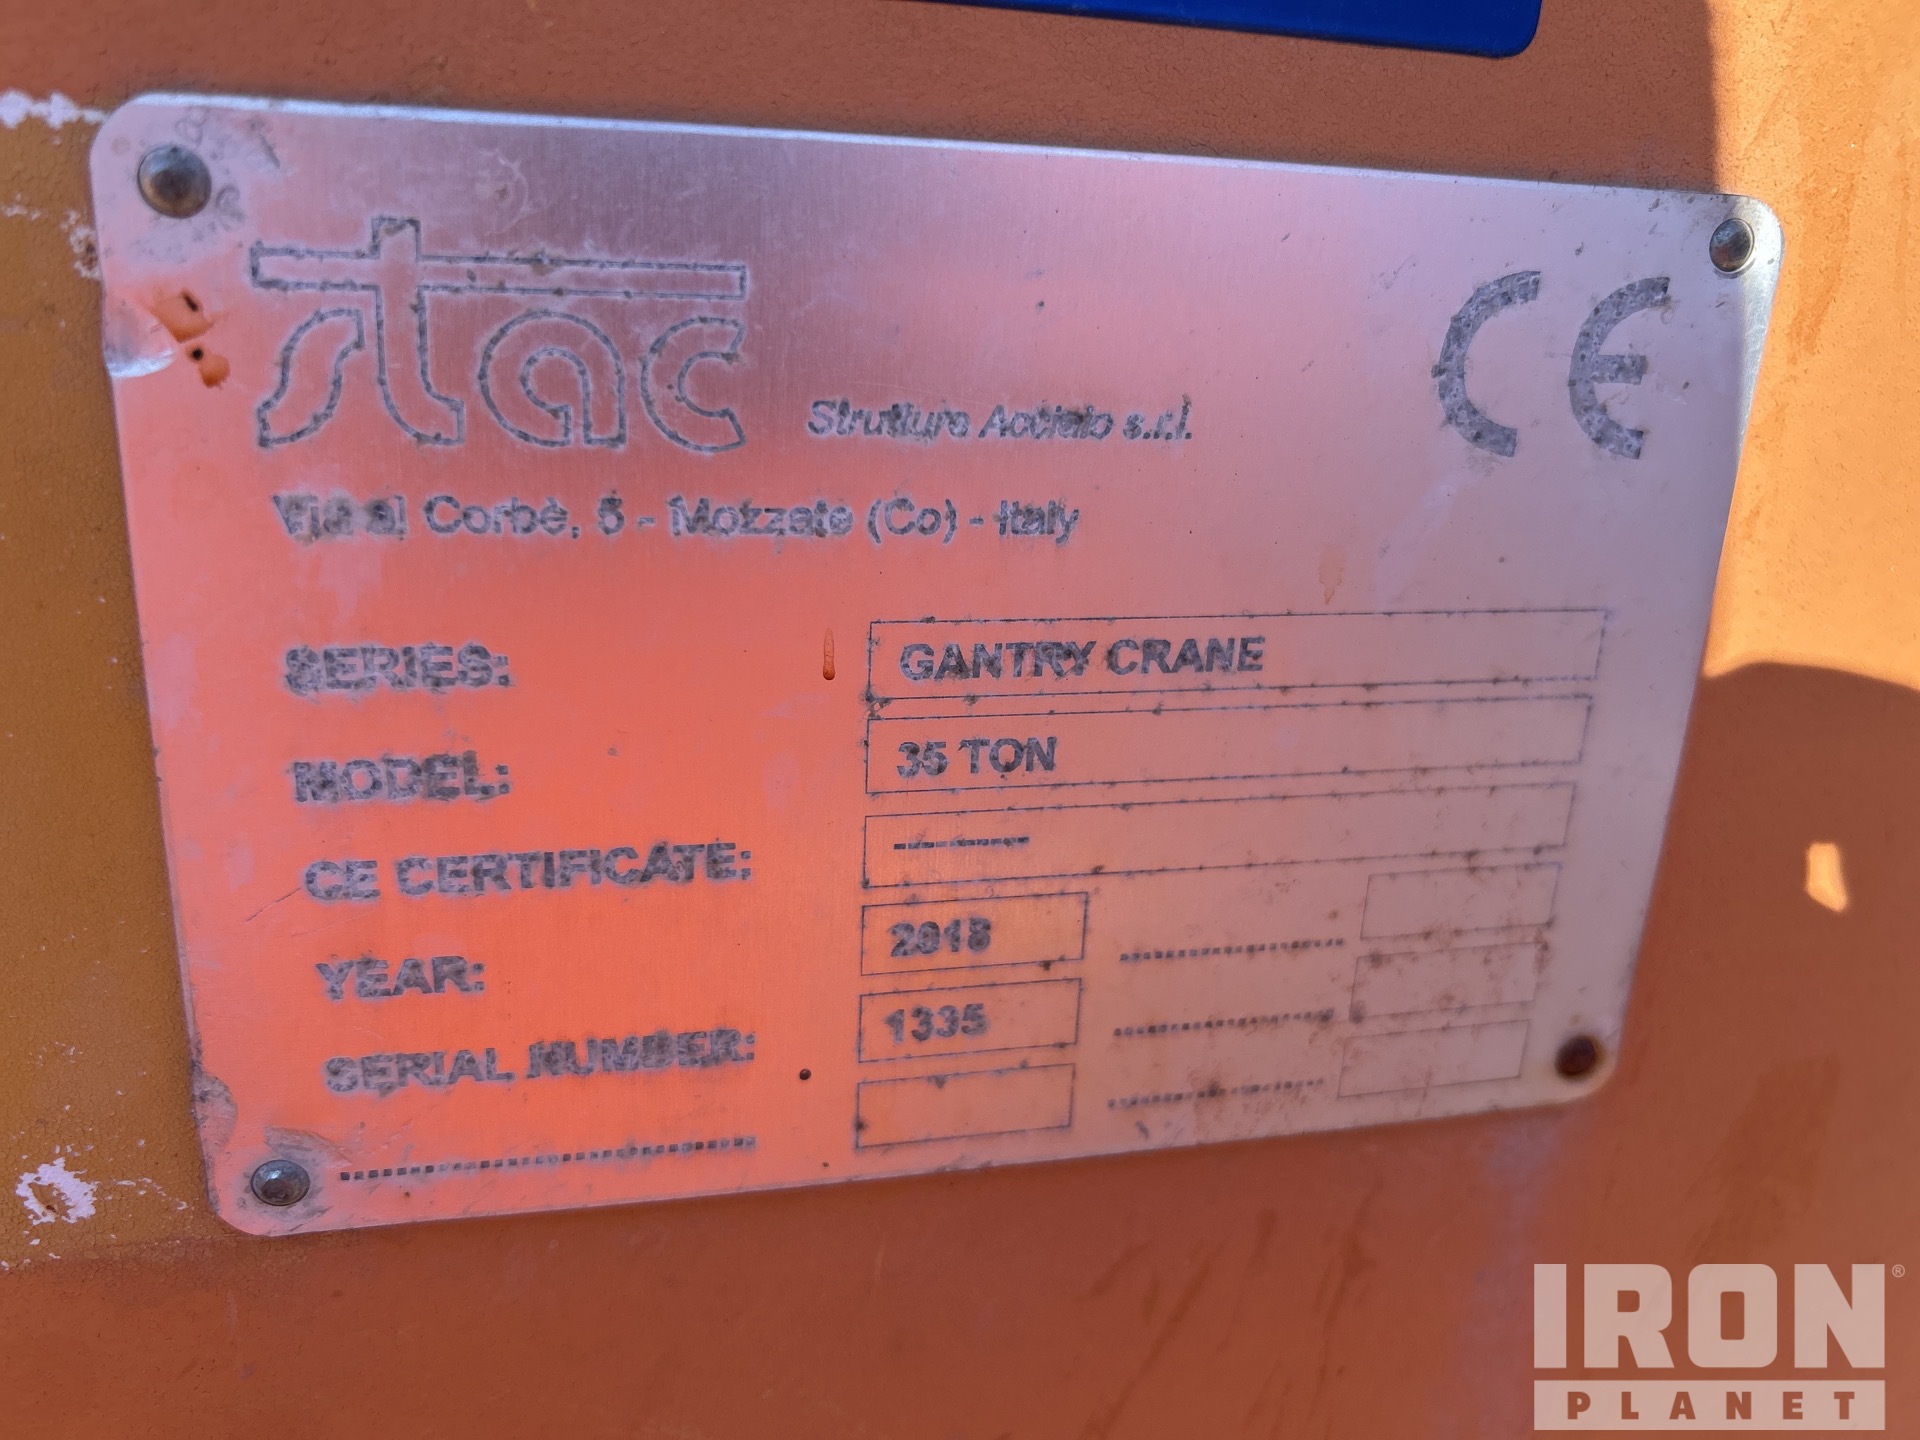 stac Strutture Acciaio s.r.l.
CE
Via al Corbè, 5 - Mozzate (Co) - Italy
SERIES: GANTRY CRANE
MODEL: 35 TON
CE CERTIFICATE: ----------
YEAR: 2018
SERIAL NUMBER: 1335
IRON®
PLANET